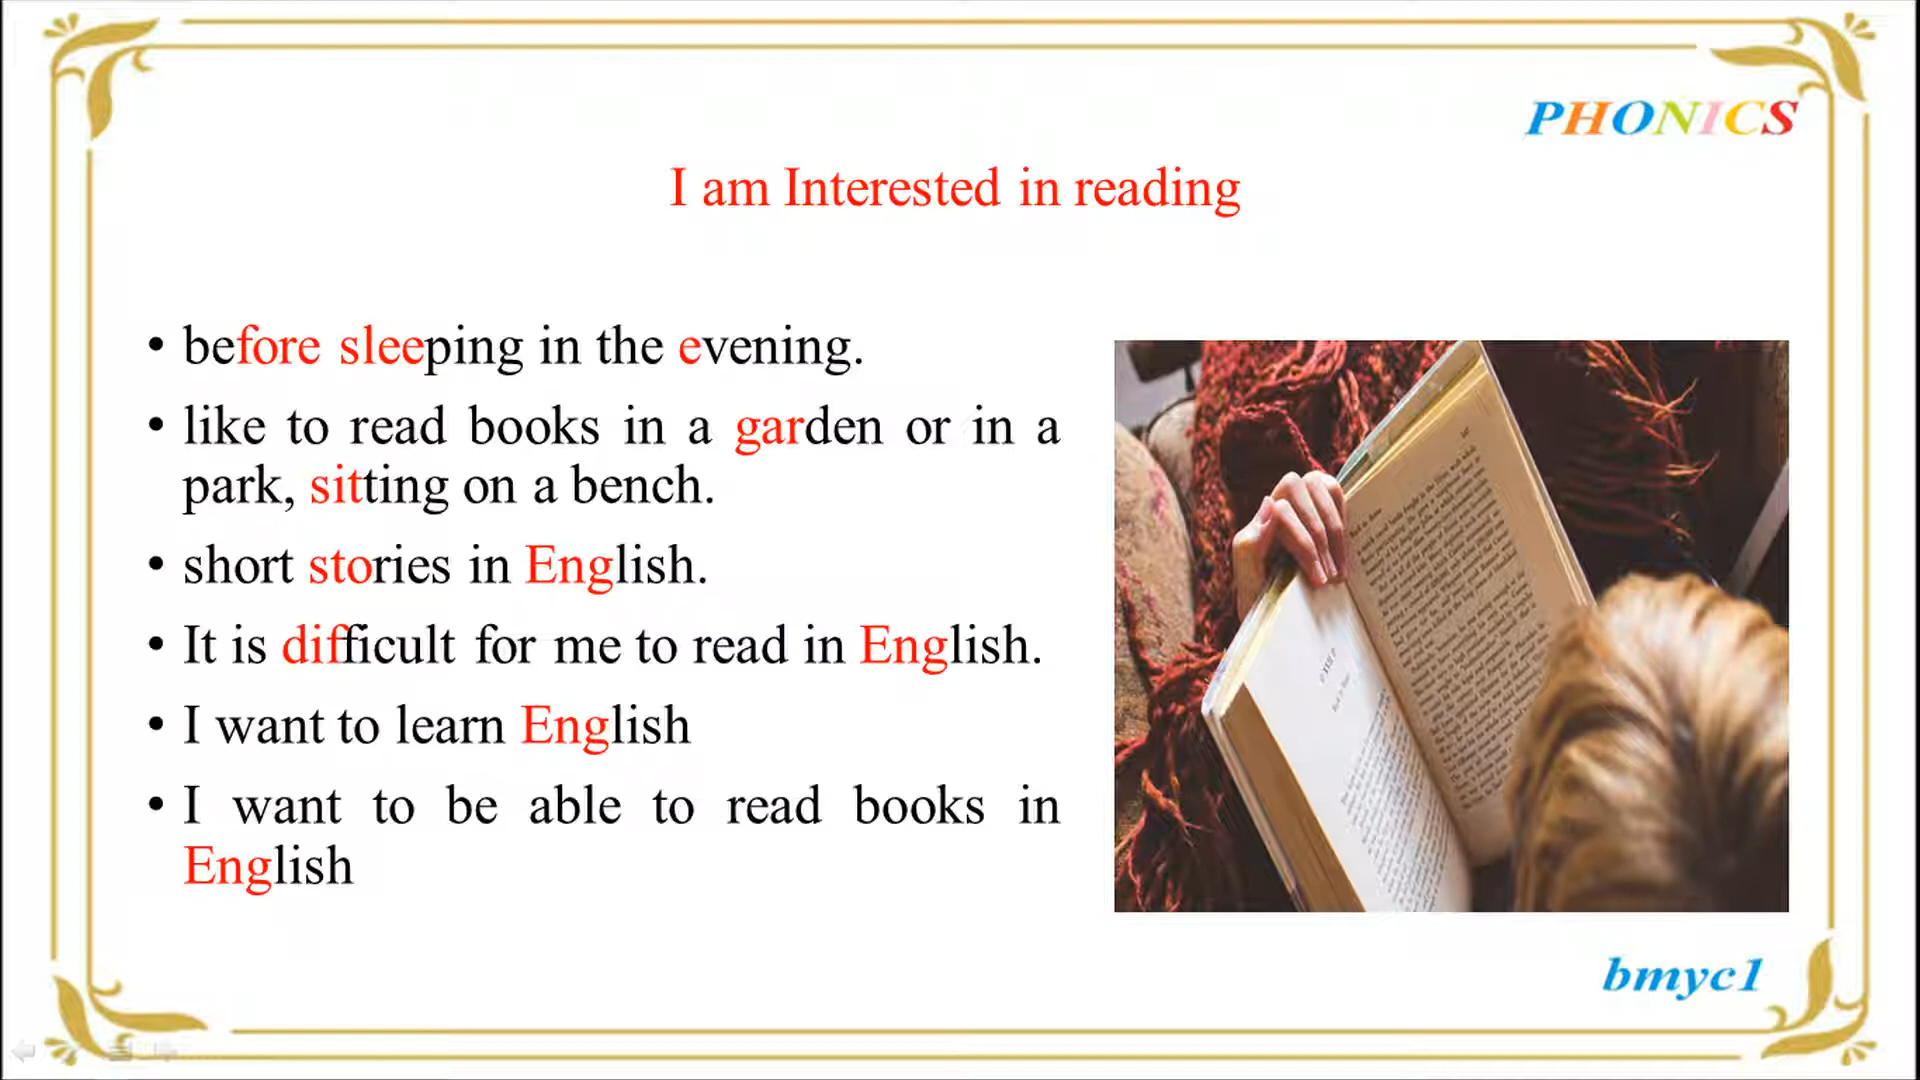 PHONICS
I am Interested in reading
• before sleeping in the evening.
• like to read books in a garden or in a
park, sitting on a bench.
• short stories in English.
• It is difficult for me to read in English.
• I want to learn English
• I want to be able to read books in
English
bmyc1